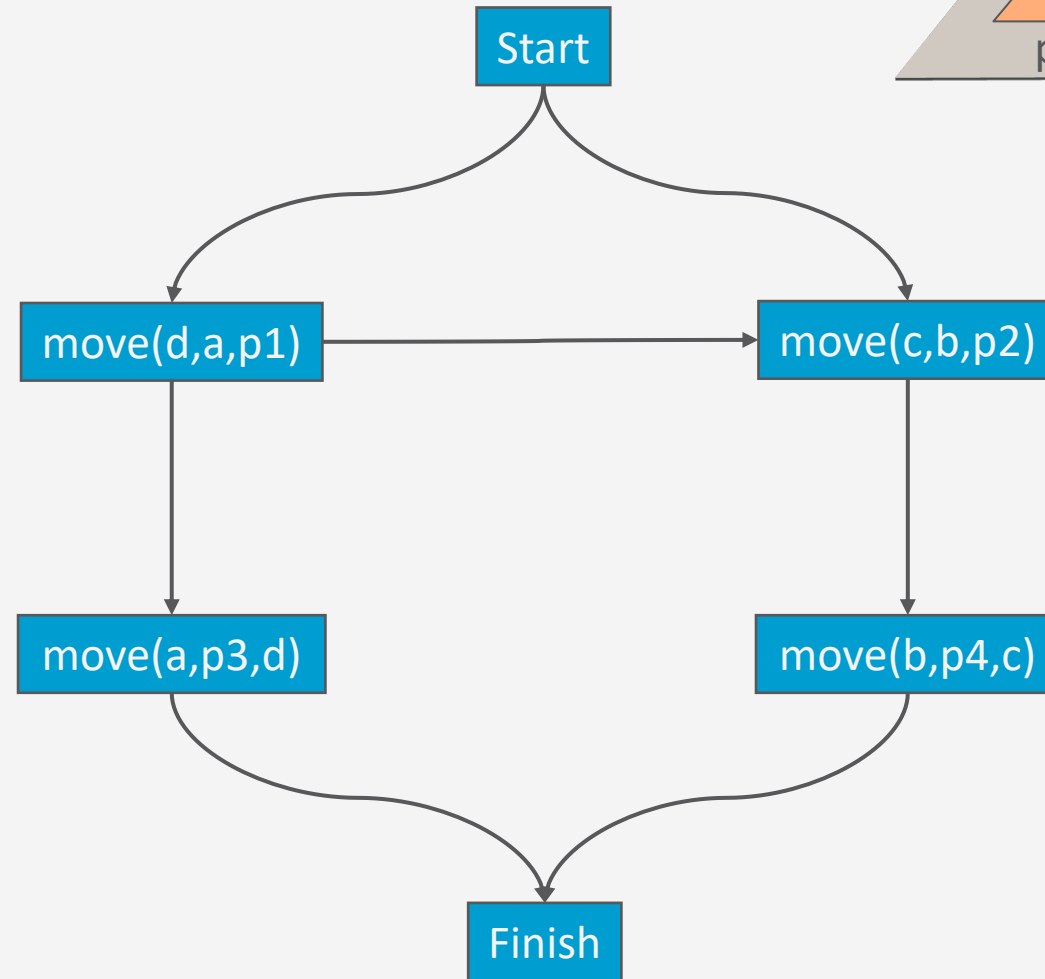 Start
p
move(d,a,p1)
move(c,b,p2)
move(a,p3,d)
move(b,p4,c)
Finish